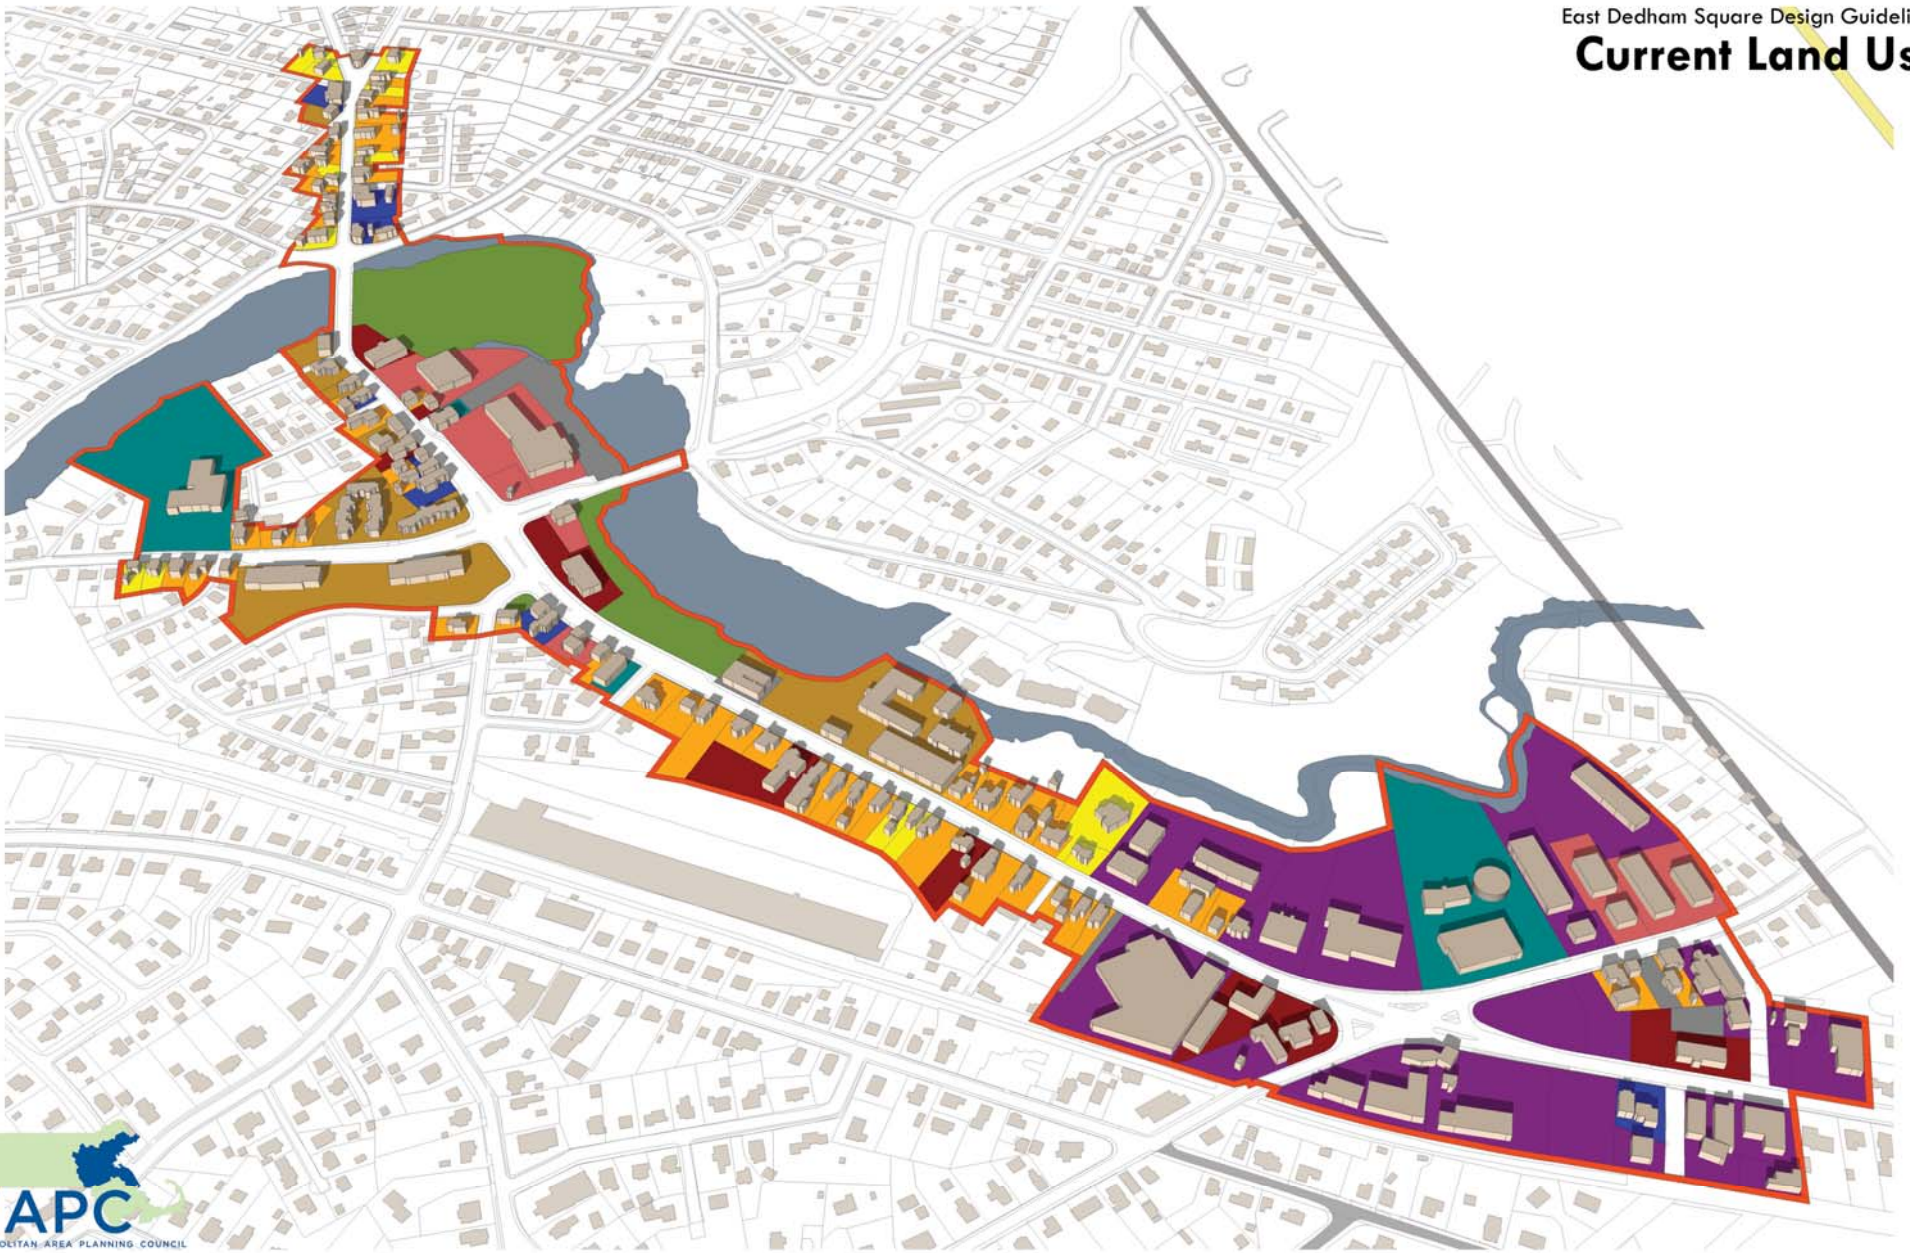 East Dedham Square Design Guideli
Current Land Us
APC
OLITAN AREA PLANNING COUNCIL